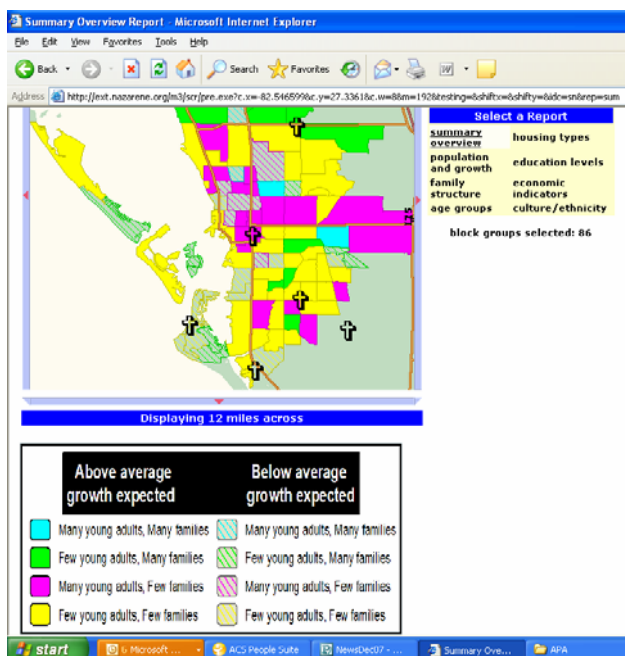 Summary Overview Report - Microsoft Internet Explorer
File Edit View Favorites Tools Help
Back Search Favorites
Address http://ext.nazarene.org/m3/scr/pre.exe?c.x=-82.546599&c.y=27.3361&c.w=8&m=192&testing=&shiftx=&shifty=&idc=sn&rep=sum
Select a Report
summary overview housing types
population and growth education levels
family structure economic indicators
age groups culture/ethnicity
block groups selected: 86
Displaying 12 miles across
Above average growth expected
Below average growth expected
Many young adults, Many families Many young adults, Many families
Few young adults, Many families Few young adults, Many families
Many young adults, Few families Many young adults, Few families
Few young adults, Few families Few young adults, Few families
start 6 Microsoft ... ACS People Suite NewsDec07 - ... Summary Ove... APA